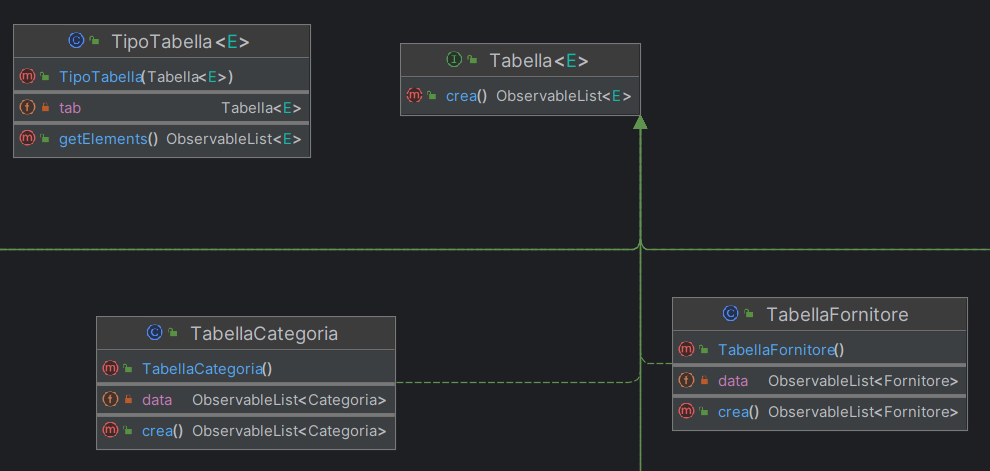 TipoTabella<E>
TipoTabella(Tabella<E>)
tab Tabella<E>
getElements() ObservableList<E>
Tabella<E>
crea() ObservableList<E>
TabellaCategoria
TabellaCategoria()
data ObservableList<Categoria>
crea() ObservableList<Categoria>
TabellaFornitore
TabellaFornitore()
data ObservableList<Fornitore>
crea() ObservableList<Fornitore>